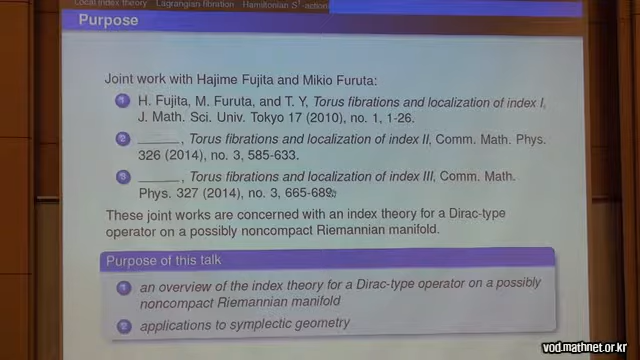 Local index theory Lagrangian fibration Hamiltonian S¹-action
Purpose
Joint work with Hajime Fujita and Mikio Furuta:
1 H. Fujita, M. Furuta, and T. Y, Torus fibrations and localization of index I,
J. Math. Sci. Univ. Tokyo 17 (2010), no. 1, 1-26.
2 ______, Torus fibrations and localization of index II, Comm. Math. Phys.
326 (2014), no. 3, 585-633.
3 ______, Torus fibrations and localization of index III, Comm. Math.
Phys. 327 (2014), no. 3, 665-689.
These joint works are concerned with an index theory for a Dirac-type
operator on a possibly noncompact Riemannian manifold.
Purpose of this talk
1 an overview of the index theory for a Dirac-type operator on a possibly
noncompact Riemannian manifold
2 applications to symplectic geometry
vod.mathnet.or.kr